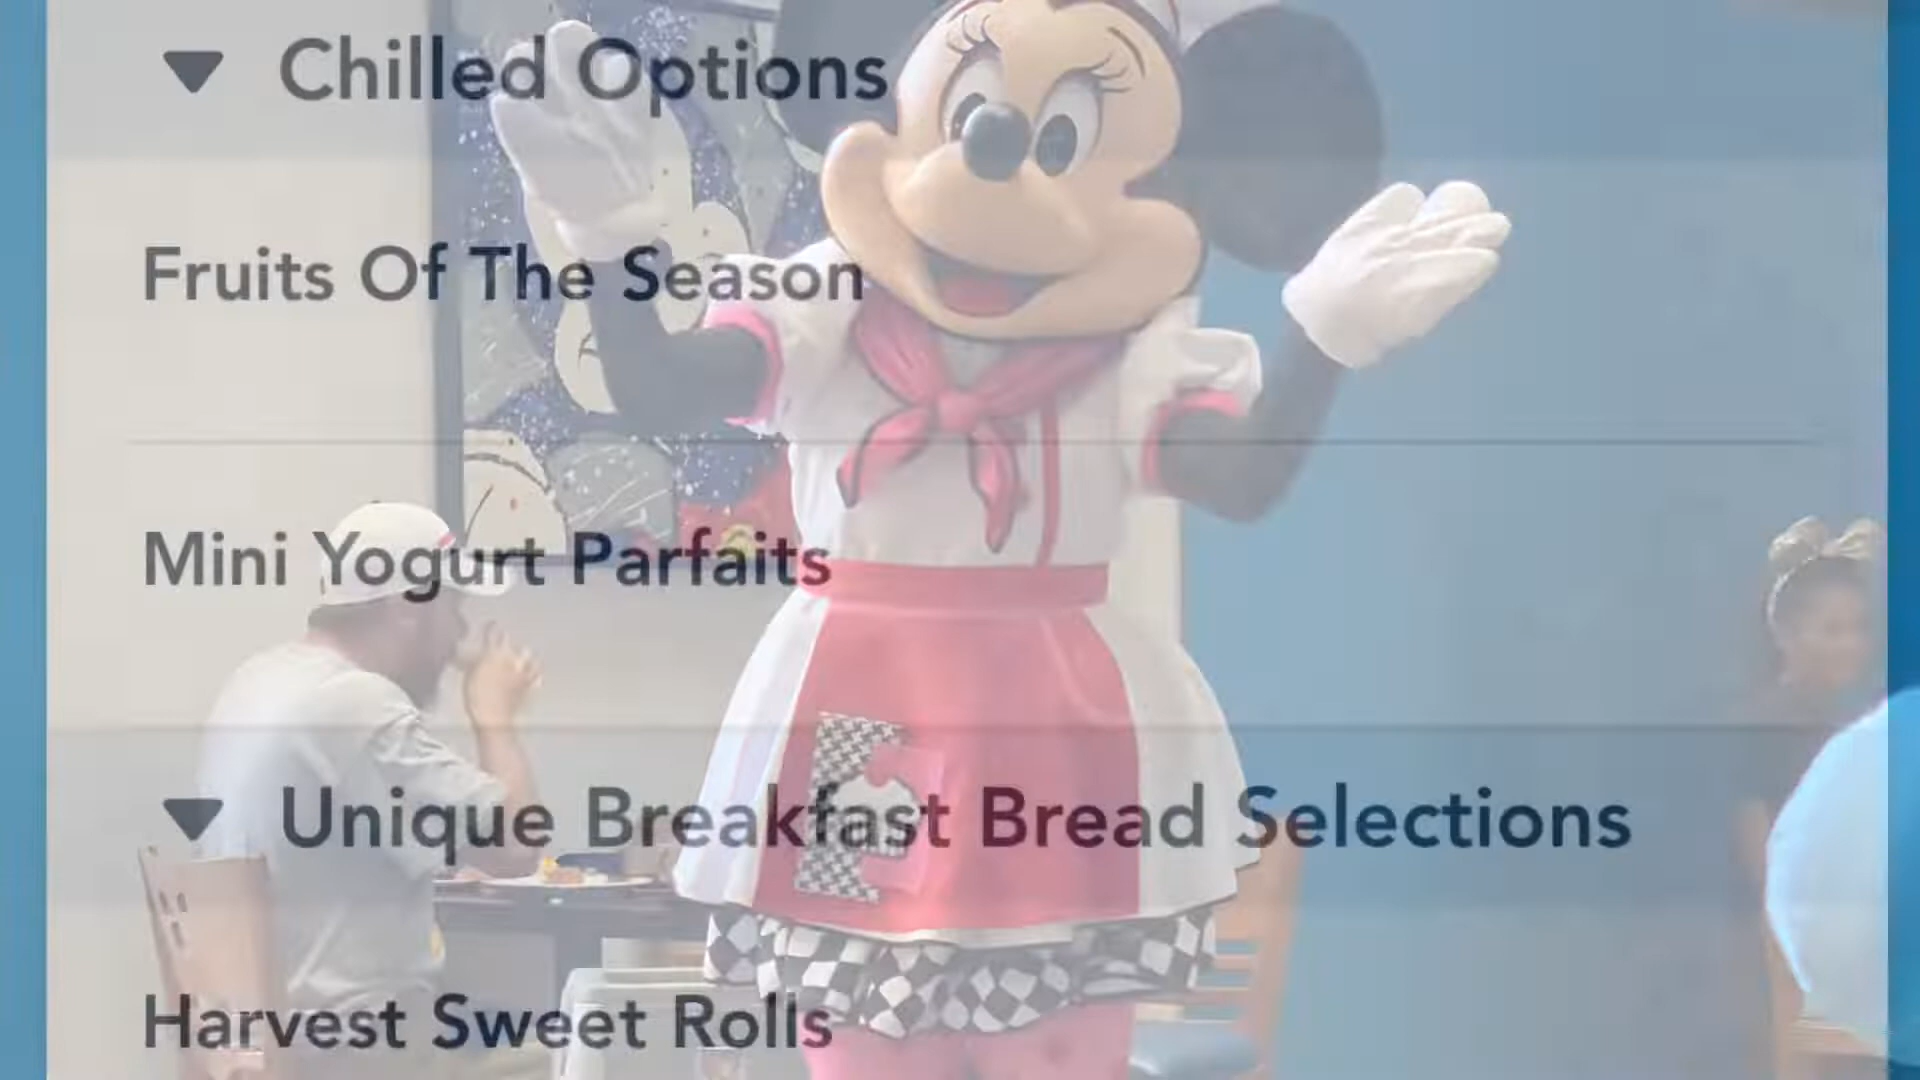 Chilled Options
Fruits Of The Season
Mini Yogurt Parfaits
Unique Breakfast Bread Selections
Harvest Sweet Rolls